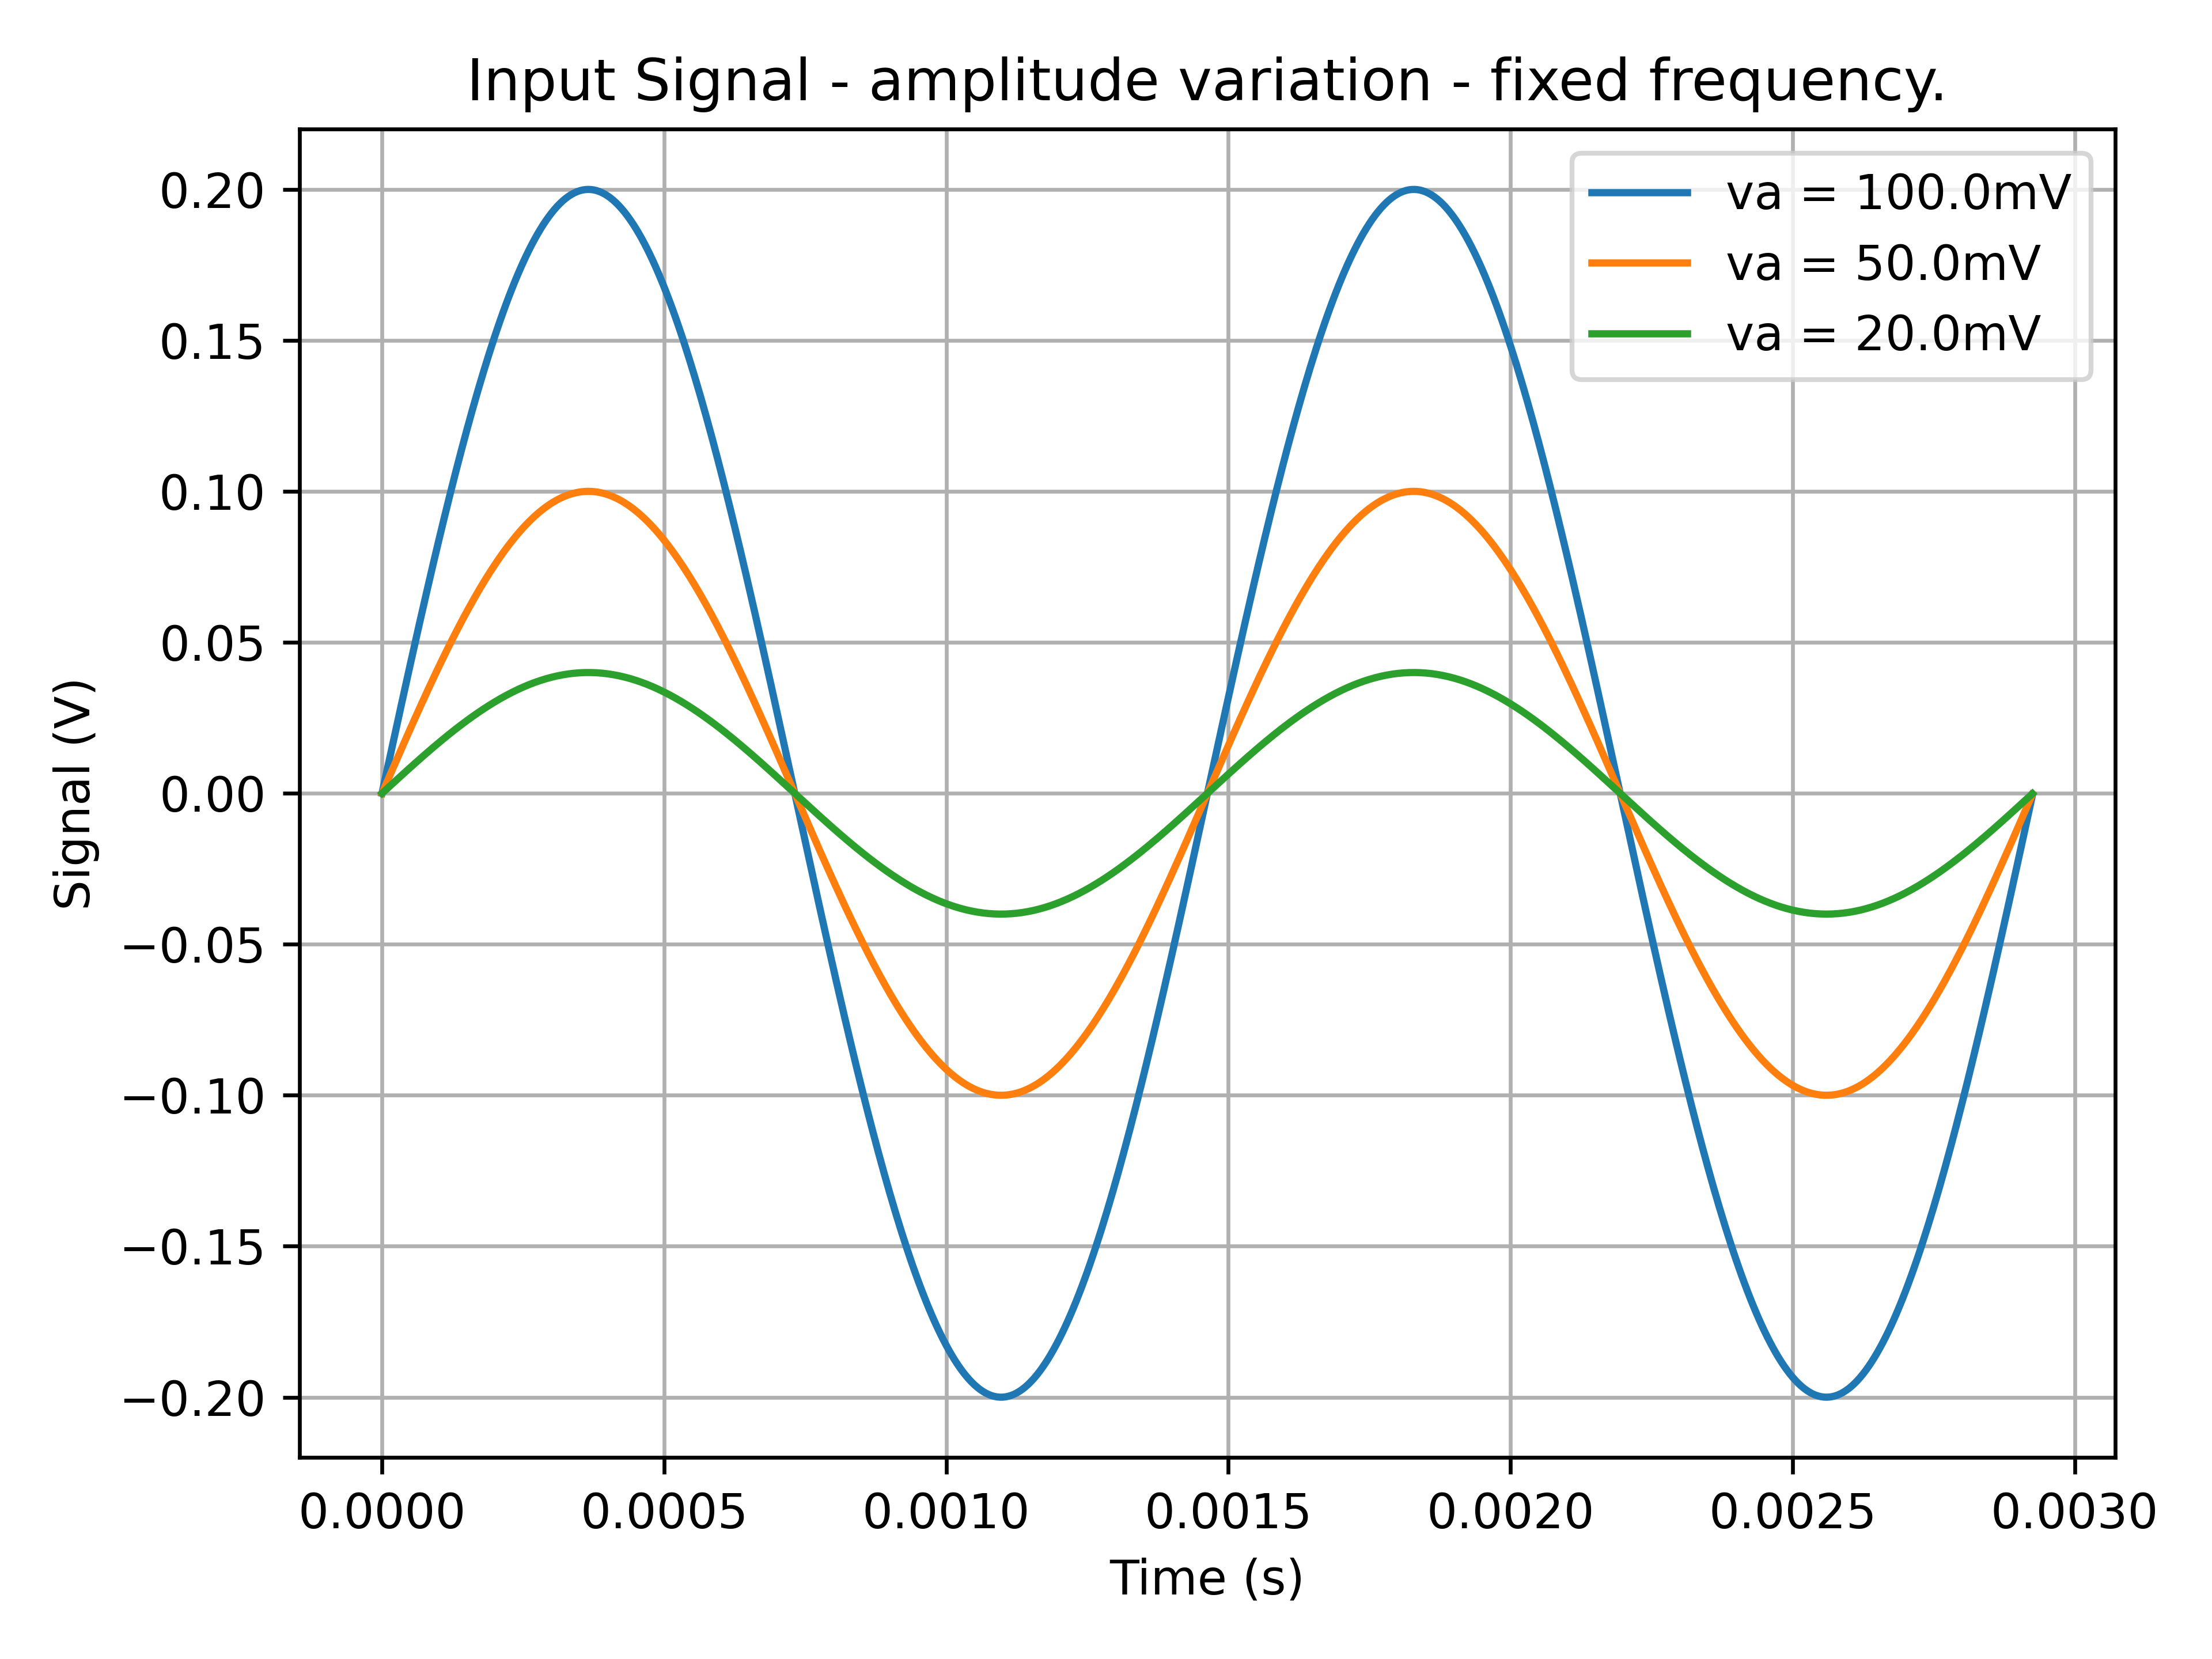 Input Signal - amplitude variation - fixed frequency.
va = 100.0mV
va = 50.0mV
va = 20.0mV
0.20
0.15
0.10
0.05
0.00
−0.05
−0.10
−0.15
−0.20
Signal (V)
0.0000 0.0005 0.0010 0.0015 0.0020 0.0025 0.0030
Time (s)